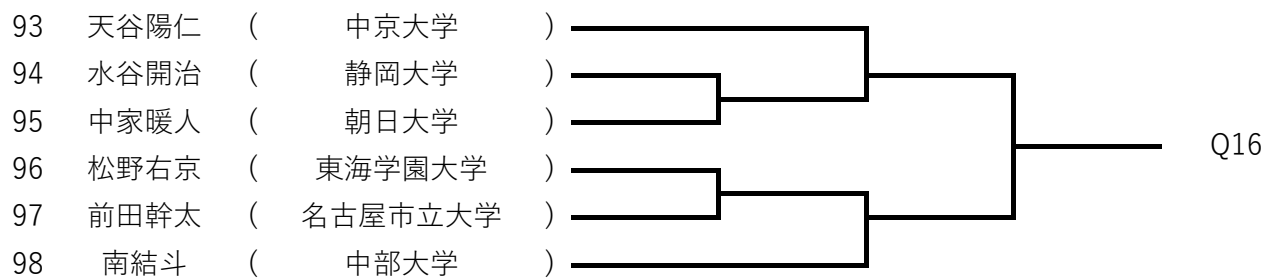 93 天谷陽仁 ( 中京大学 )
94 水谷開治 ( 静岡大学 )
95 中家暖人 ( 朝日大学 )
Q16
96 松野右京 ( 東海学園大学 )
97 前田幹太 ( 名古屋市立大学 )
98 南結斗 ( 中部大学 )